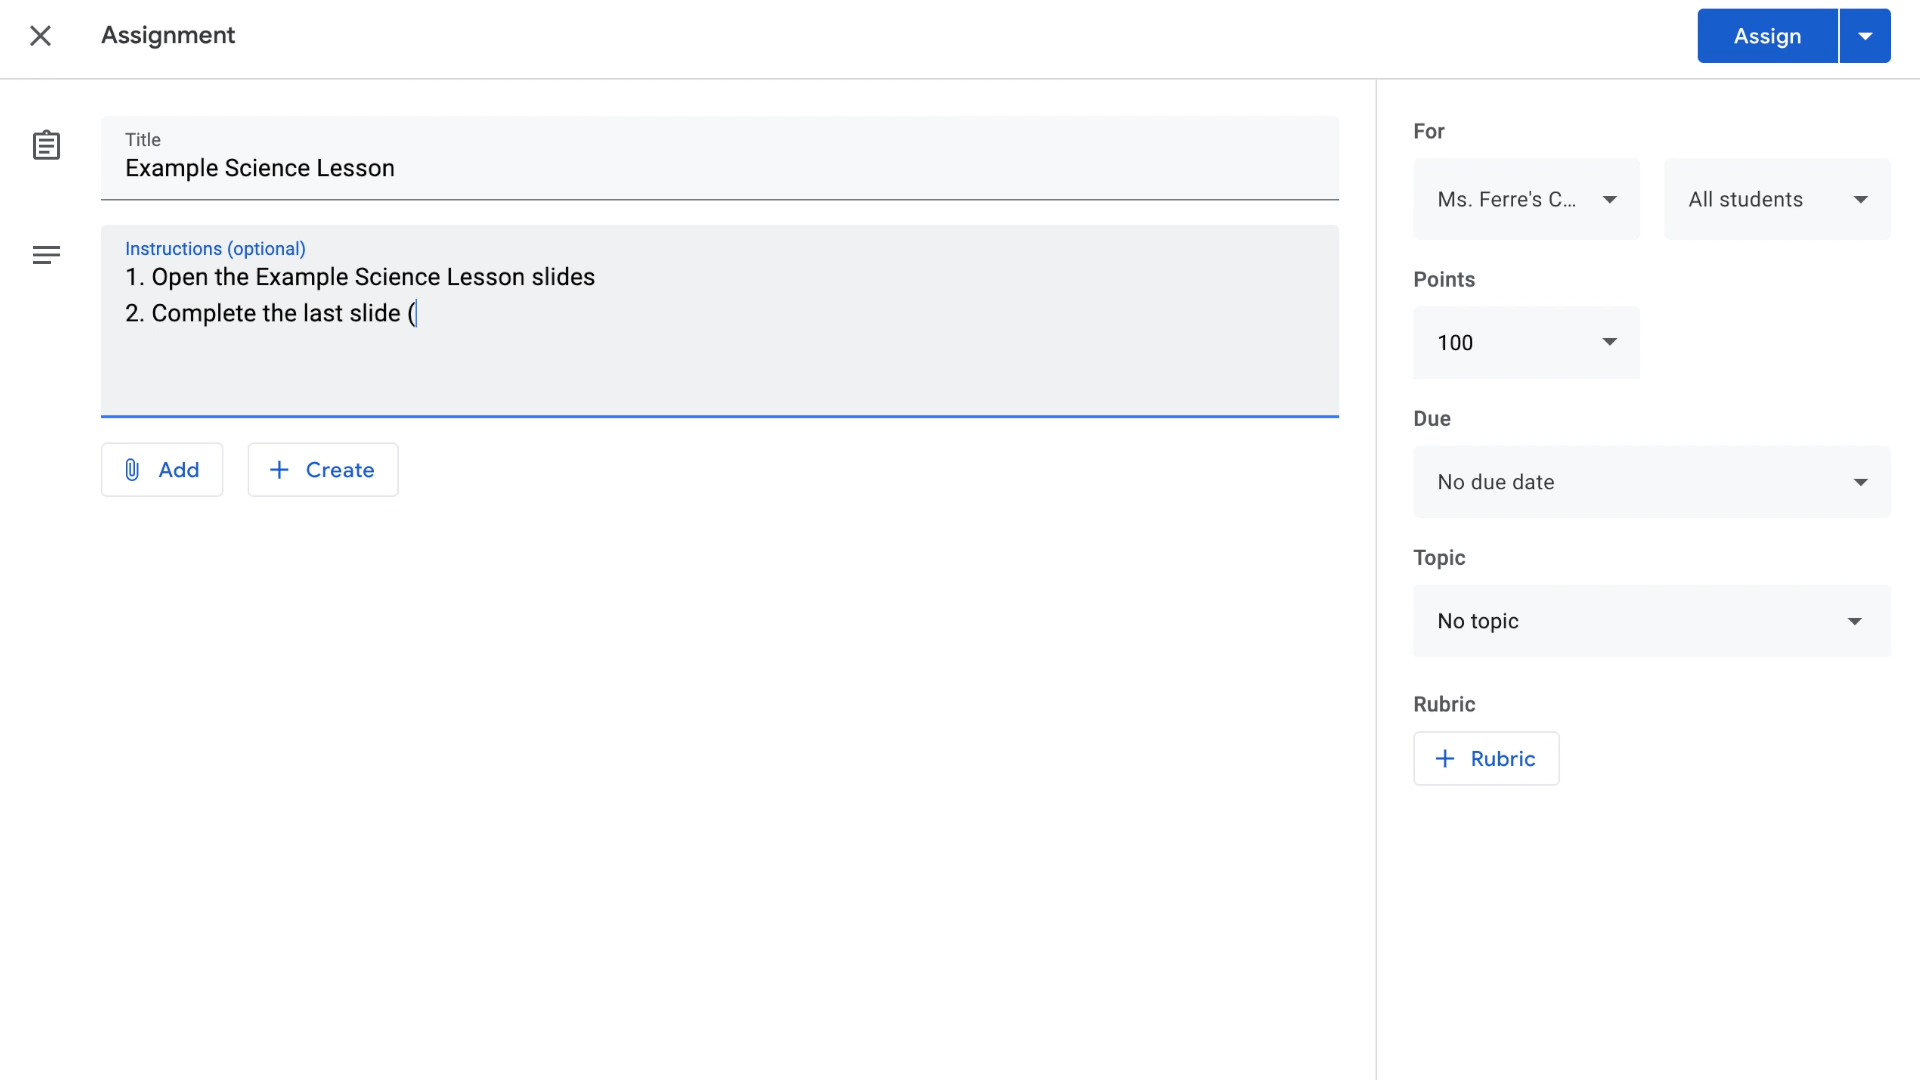 Assignment
Assign
Title
Example Science Lesson
Instructions (optional)
1. Open the Example Science Lesson slides
2. Complete the last slide (
Add
Create
For
Ms. Ferre's C...
All students
Points
100
Due
No due date
Topic
No topic
Rubric
Rubric